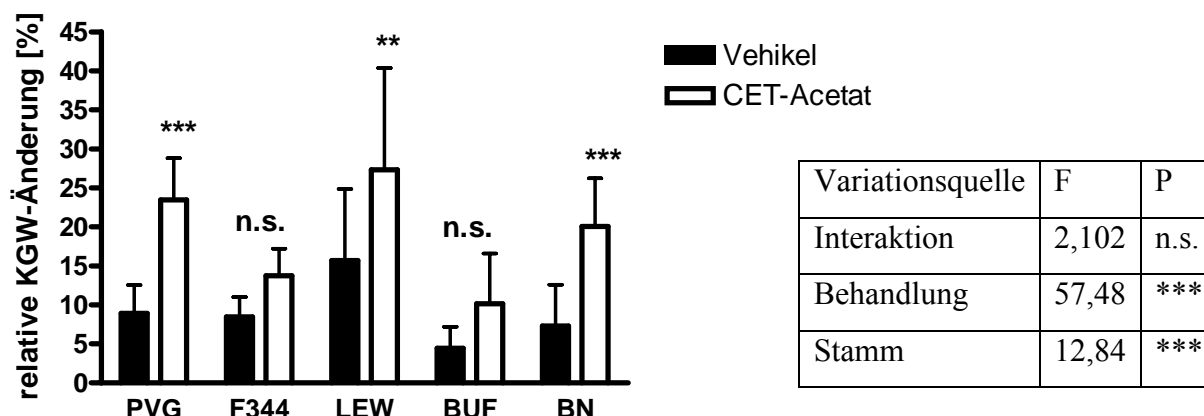 relative KGW-Änderung [%]
45
40
35
30
25
20
15
10
5
0
***
n.s.
**
n.s.
***
PVG F344 LEW BUF BN
Vehikel
CET-Acetat
Variationsquelle F P
Interaktion 2,102 n.s.
Behandlung 57,48 ***
Stamm 12,84 ***